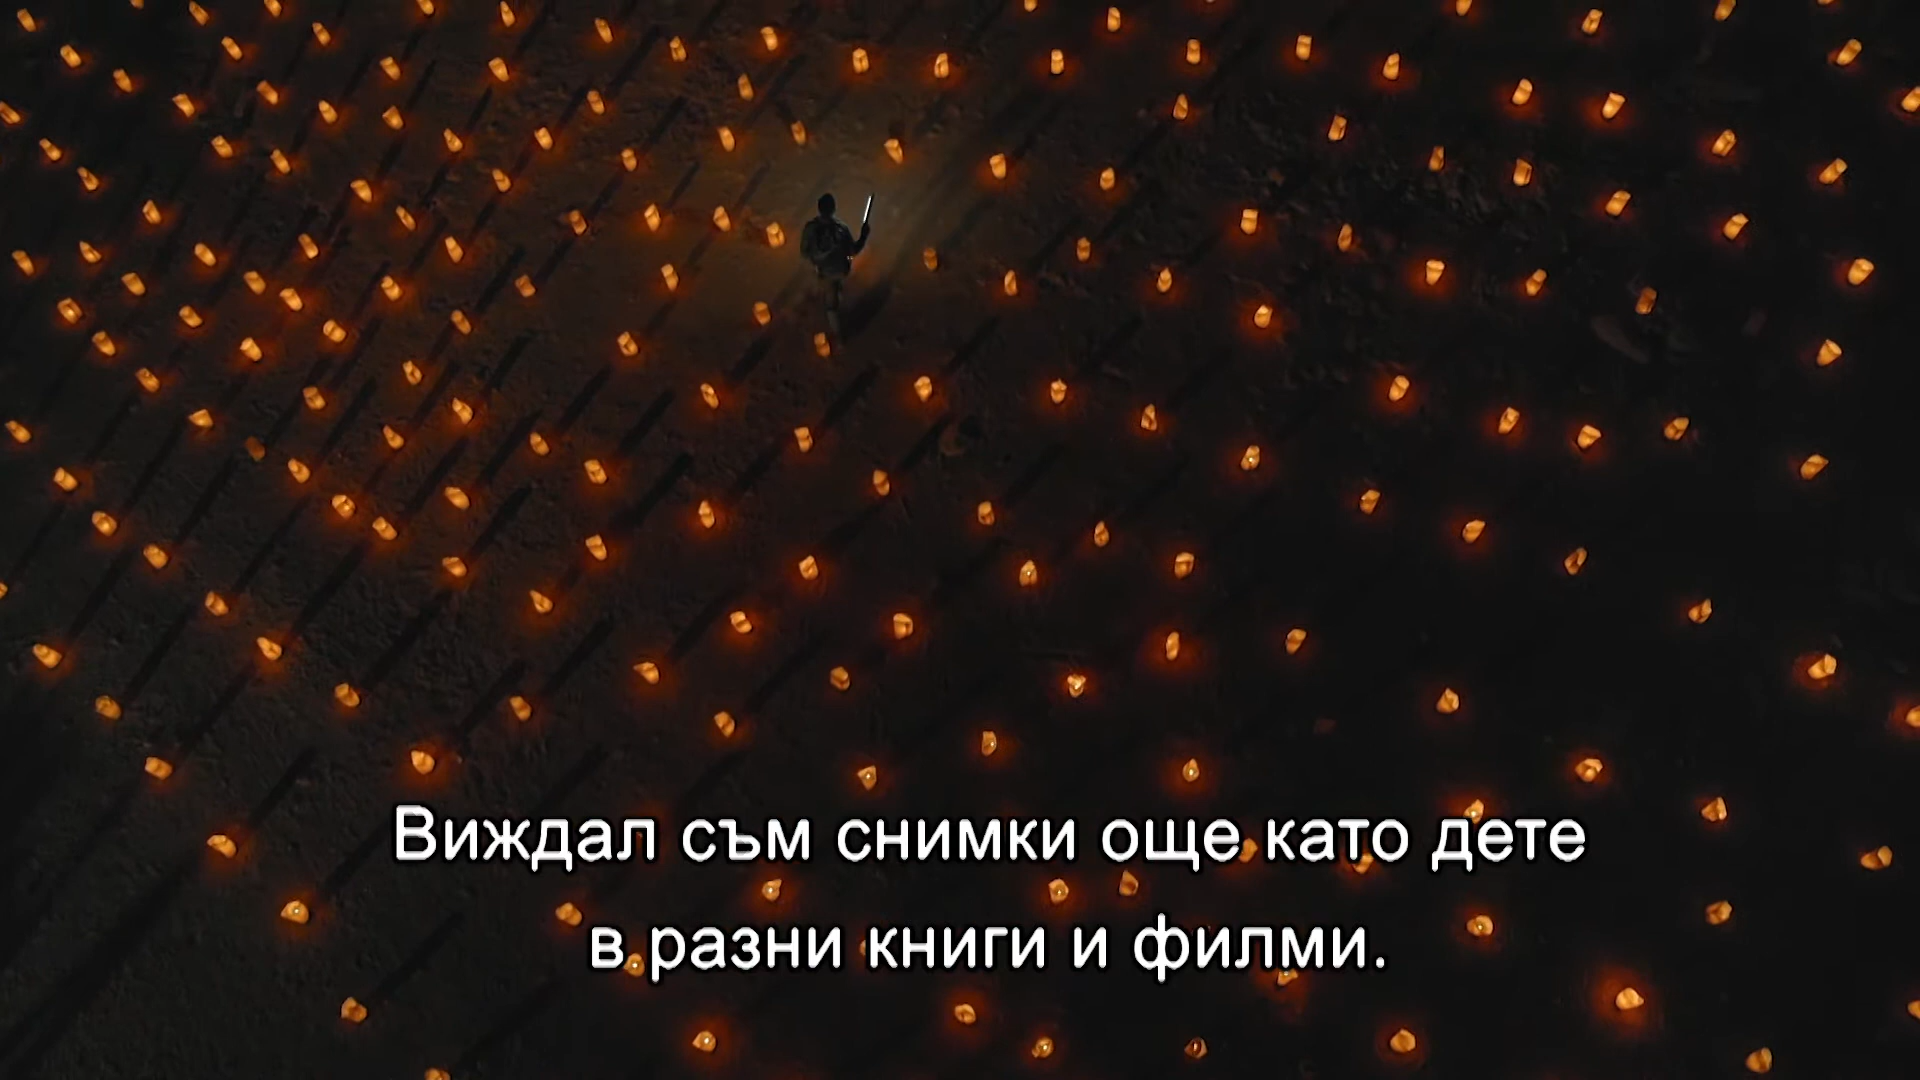 Виждал съм снимки още като дете
в разни книги и филми.